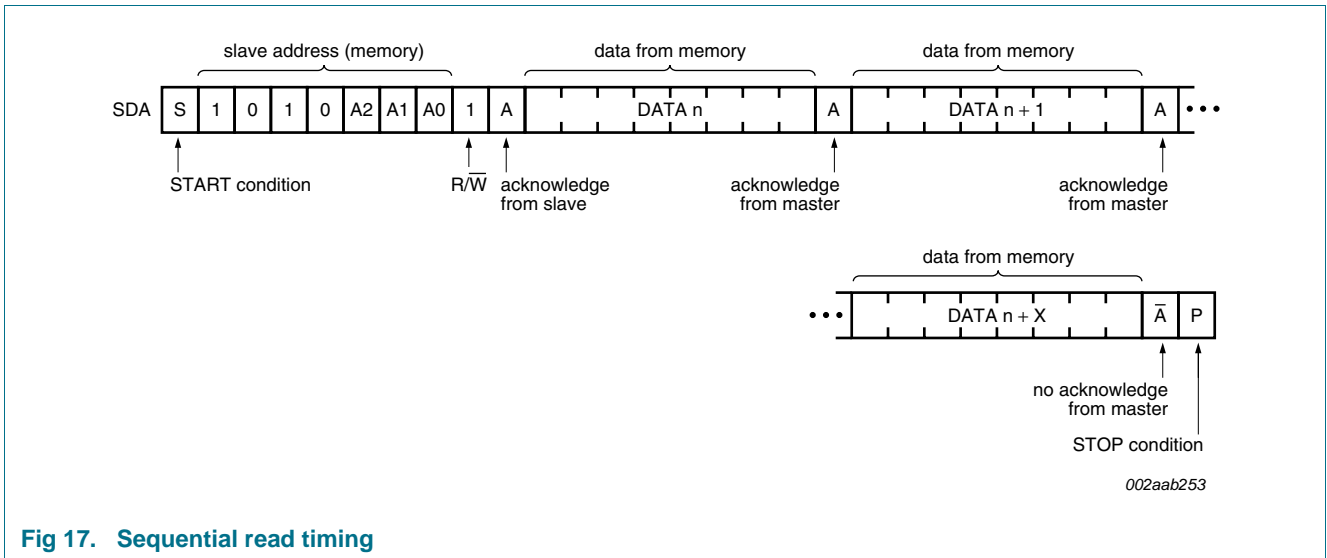 slave address (memory) data from memory data from memory
SDA S 1 0 1 0 A2 A1 A0 1 A DATA n A DATA n + 1 A •••
START condition R/W̅ acknowledge from slave acknowledge from master acknowledge from master
data from memory
••• DATA n + X A̅ P
no acknowledge
from master
STOP condition
002aab253
Fig 17. Sequential read timing